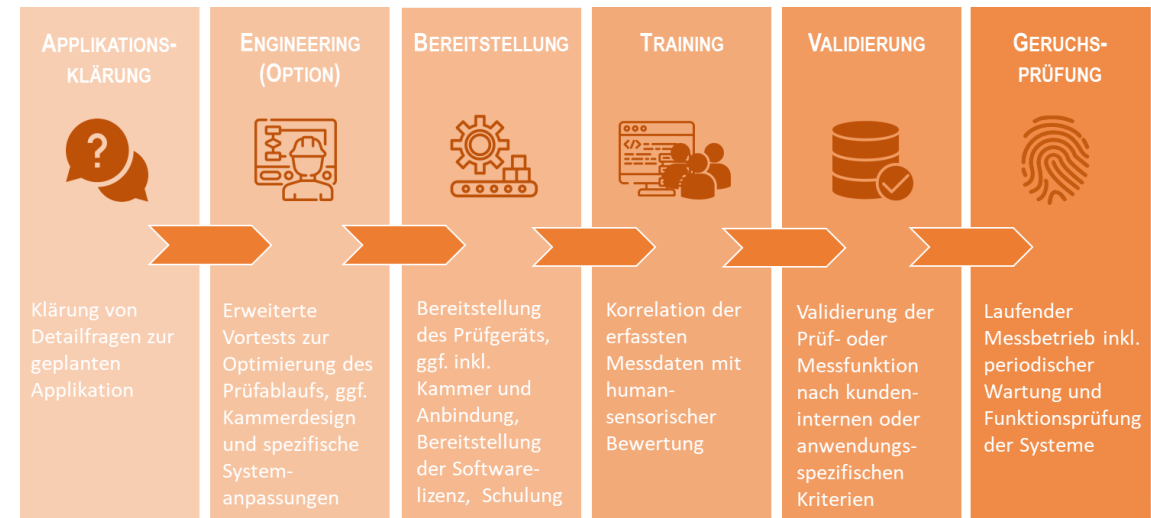 APPLIKATIONS-
KLÄRUNG
Klärung von
Detailfragen zur
geplanten
Applikation
ENGINEERING
(OPTION)
Erweiterte
Vortests zur
Optimierung des
Prüfablaufs, ggf.
Kammerdesign
und spezifische
System-
anpassungen
BEREITSTELLUNG
Bereitstellung
des Prüfgeräts,
ggf. inkl.
Kammer und
Anbindung,
Bereitstellung
der Software-
lizenz, Schulung
TRAINING
</>
Korrelation der
erfassten
Messdaten mit
human-
sensorischer
Bewertung
VALIDIERUNG
Validierung der
Prüf- oder
Messfunktion
nach kunden-
internen oder
anwendungs-
spezifischen
Kriterien
GERUCHS-
PRÜFUNG
Laufender
Messbetrieb inkl.
periodischer
Wartung und
Funktionsprüfung
der Systeme